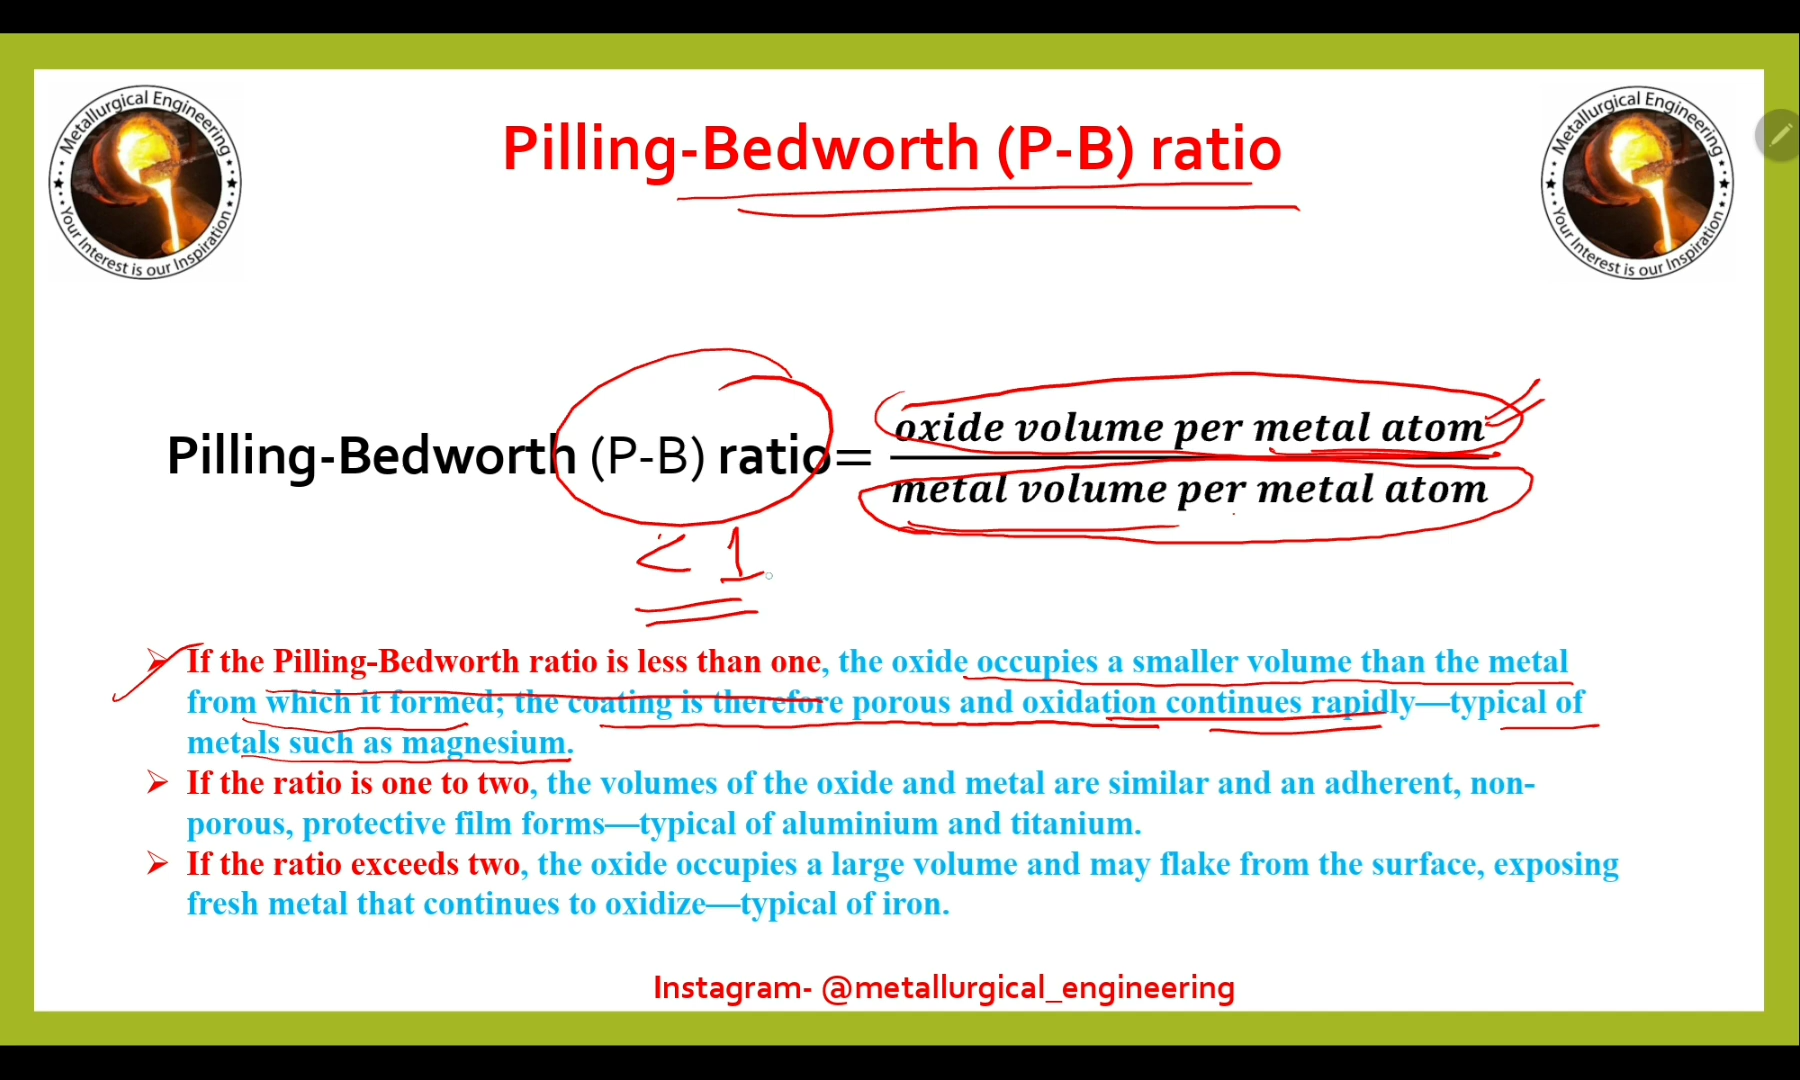 Metallurgical Engineering
Your Interest is our Inspiration
Pilling-Bedworth (P-B) ratio
Metallurgical Engineering
Your Interest is our Inspiration
Pilling-Bedworth (P-B) ratio= oxide volume per metal atom
metal volume per metal atom
< 1
➤ If the Pilling-Bedworth ratio is less than one, the oxide occupies a smaller volume than the metal
from which it formed; the coating is therefore porous and oxidation continues rapidly—typical of
metals such as magnesium.
➤ If the ratio is one to two, the volumes of the oxide and metal are similar and an adherent, non-
porous, protective film forms—typical of aluminium and titanium.
➤ If the ratio exceeds two, the oxide occupies a large volume and may flake from the surface, exposing
fresh metal that continues to oxidize—typical of iron.
Instagram- @metallurgical_engineering